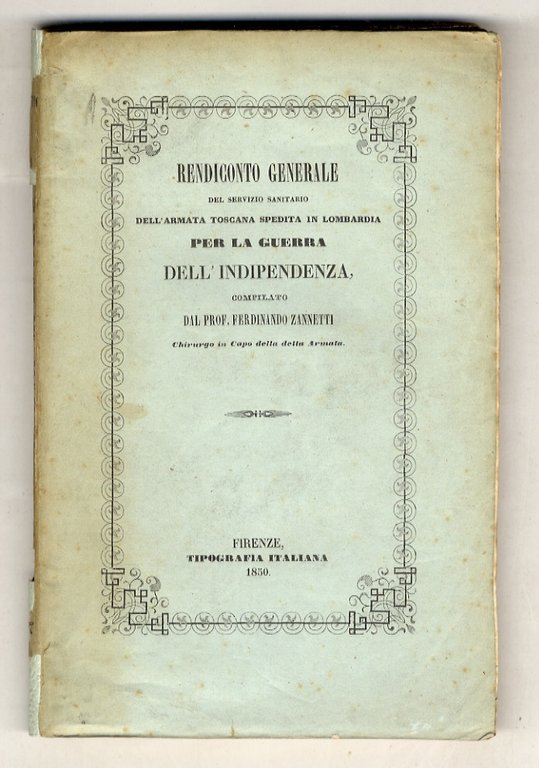 RENDICONTO GENERALE
DEL SERVIZIO SANITARIO
DELL'ARMATA TOSCANA SPEDITA IN LOMBARDIA
PER LA GUERRA
DELL'INDIPENDENZA,
COMPILATO
DAL PROF. FERDINANDO ZANNETTI
Chirurgo in Capo della detta Armata.
FIRENZE,
TIPOGRAFIA ITALIANA
1850.